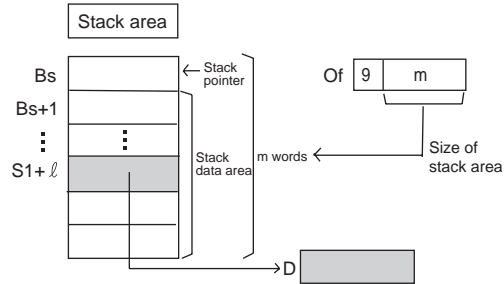 Stack area
Bs
Stack
pointer
Of 9 m
Bs+1
Stack
data area
m words
Size of
stack area
S1+ ℓ
D